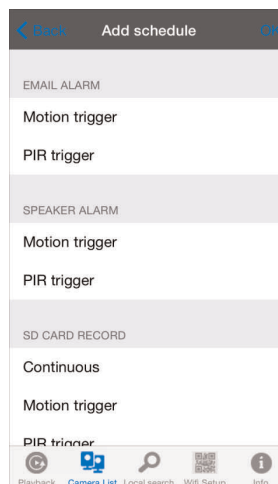 Back Add schedule OK
EMAIL ALARM
Motion trigger
PIR trigger
SPEAKER ALARM
Motion trigger
PIR trigger
SD CARD RECORD
Continuous
Motion trigger
PIR trigger
Playback Camera List Local search Wifi Setup Info